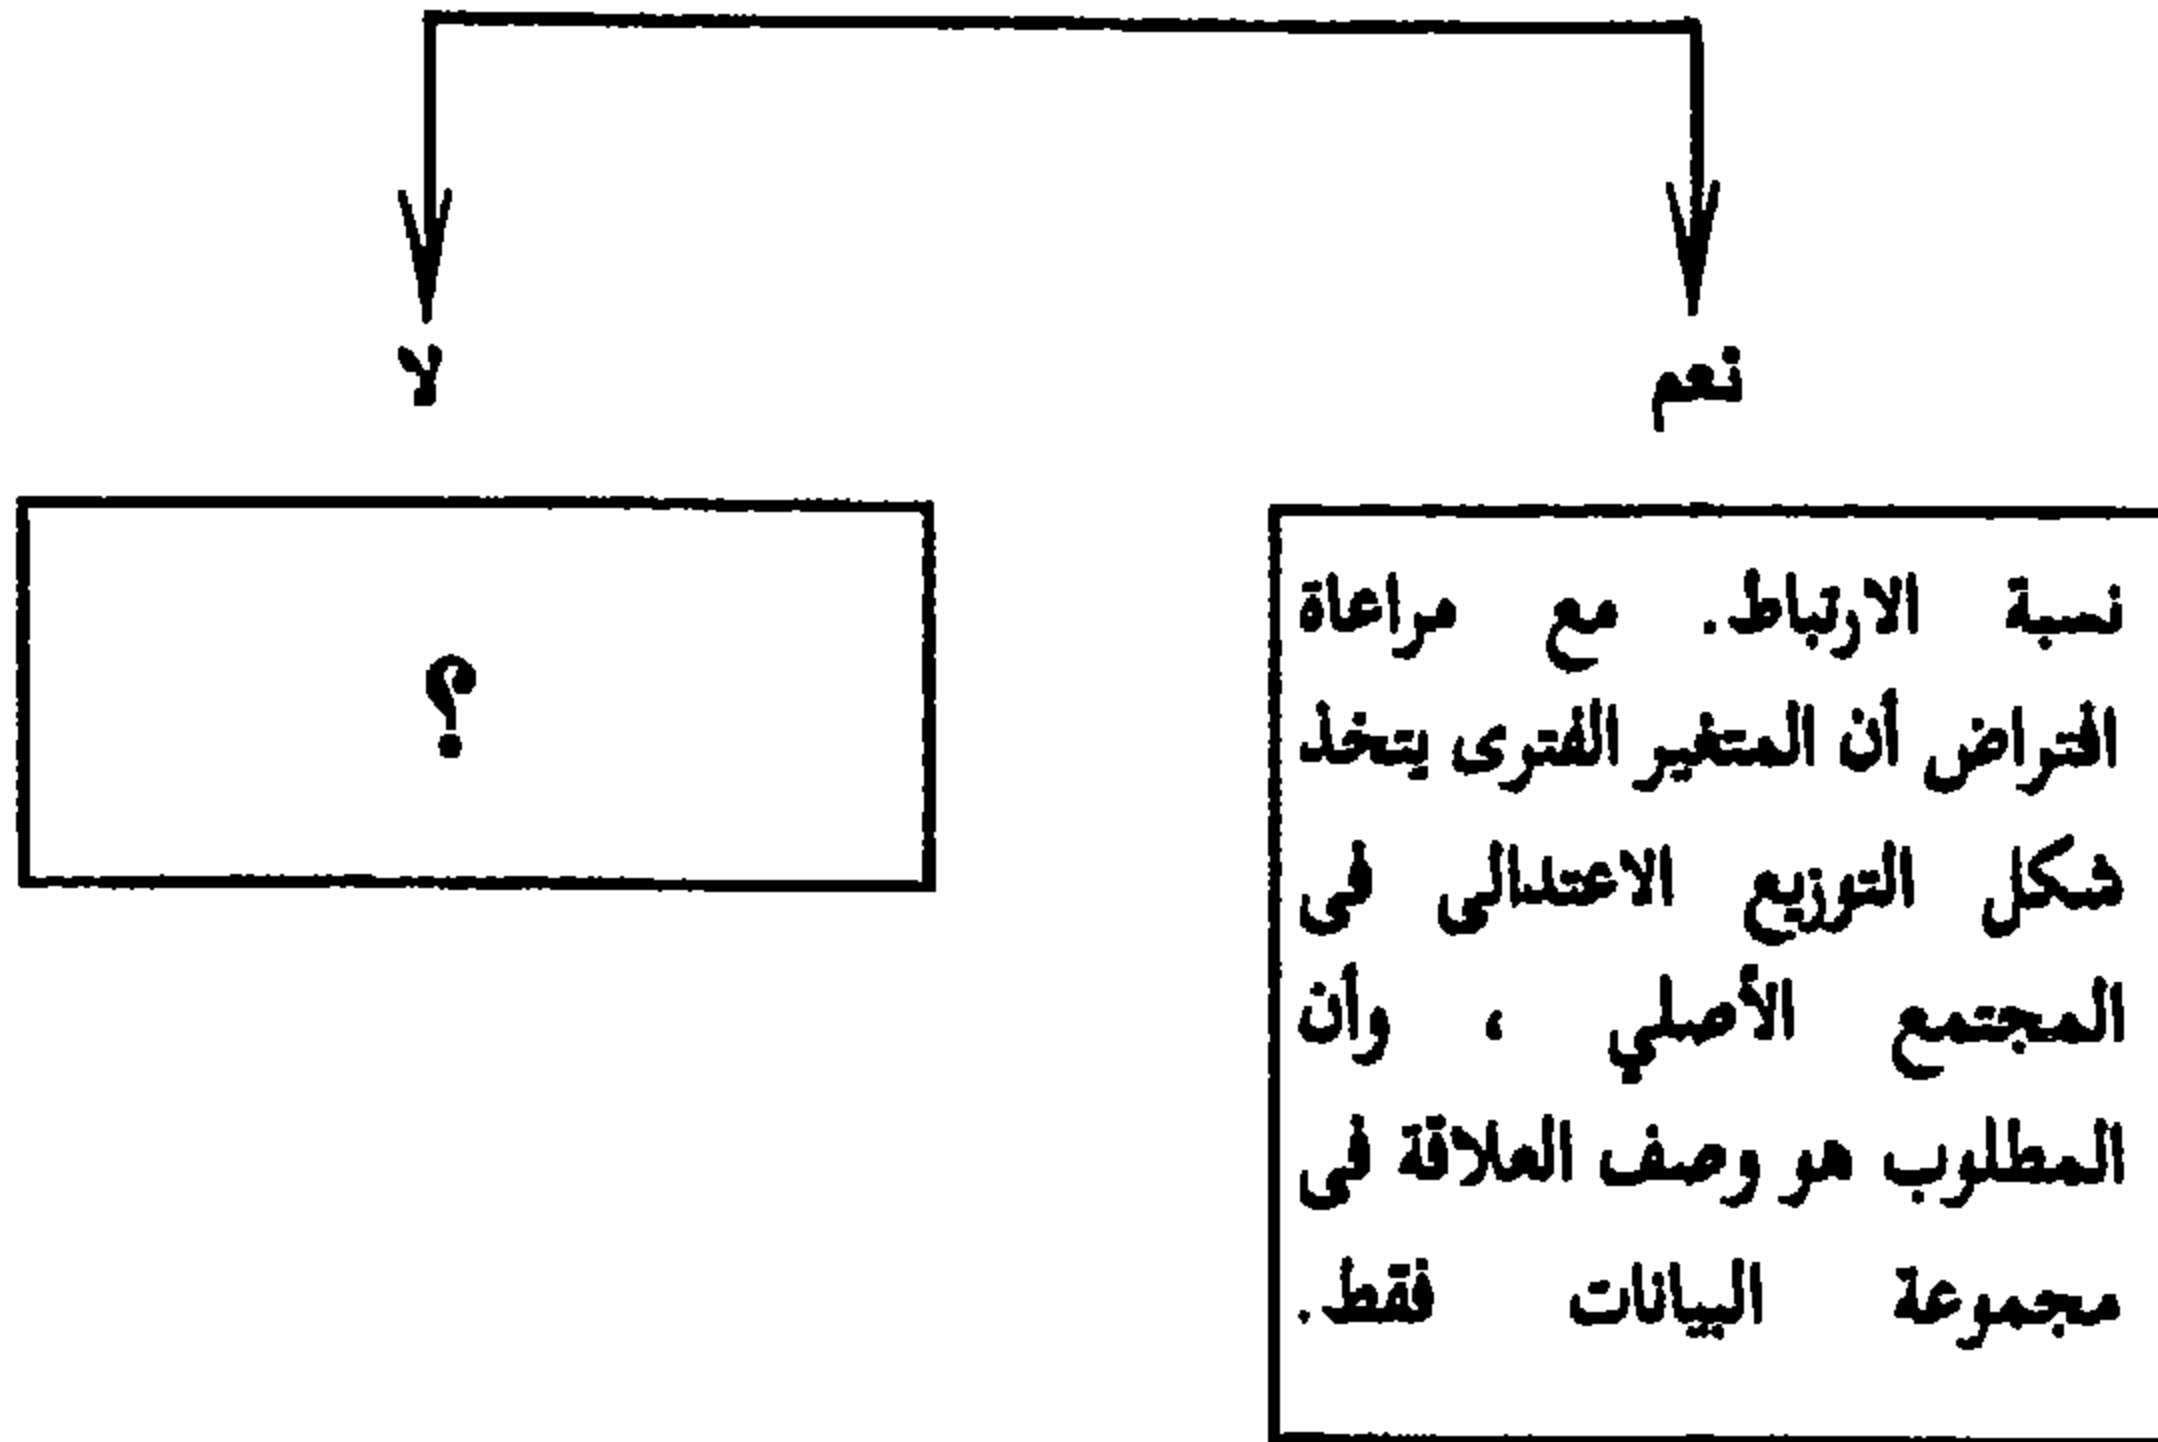 نعم
لا
نسبة الارتباط. مع مراعاة
افتراض أن المتغير الفترى يتخذ
شكل التوزيع الاعتدالى فى
المجتمع الأصلي ، وأن
المطلوب هو وصف العلاقة فى
مجموعة البيانات فقط.
؟